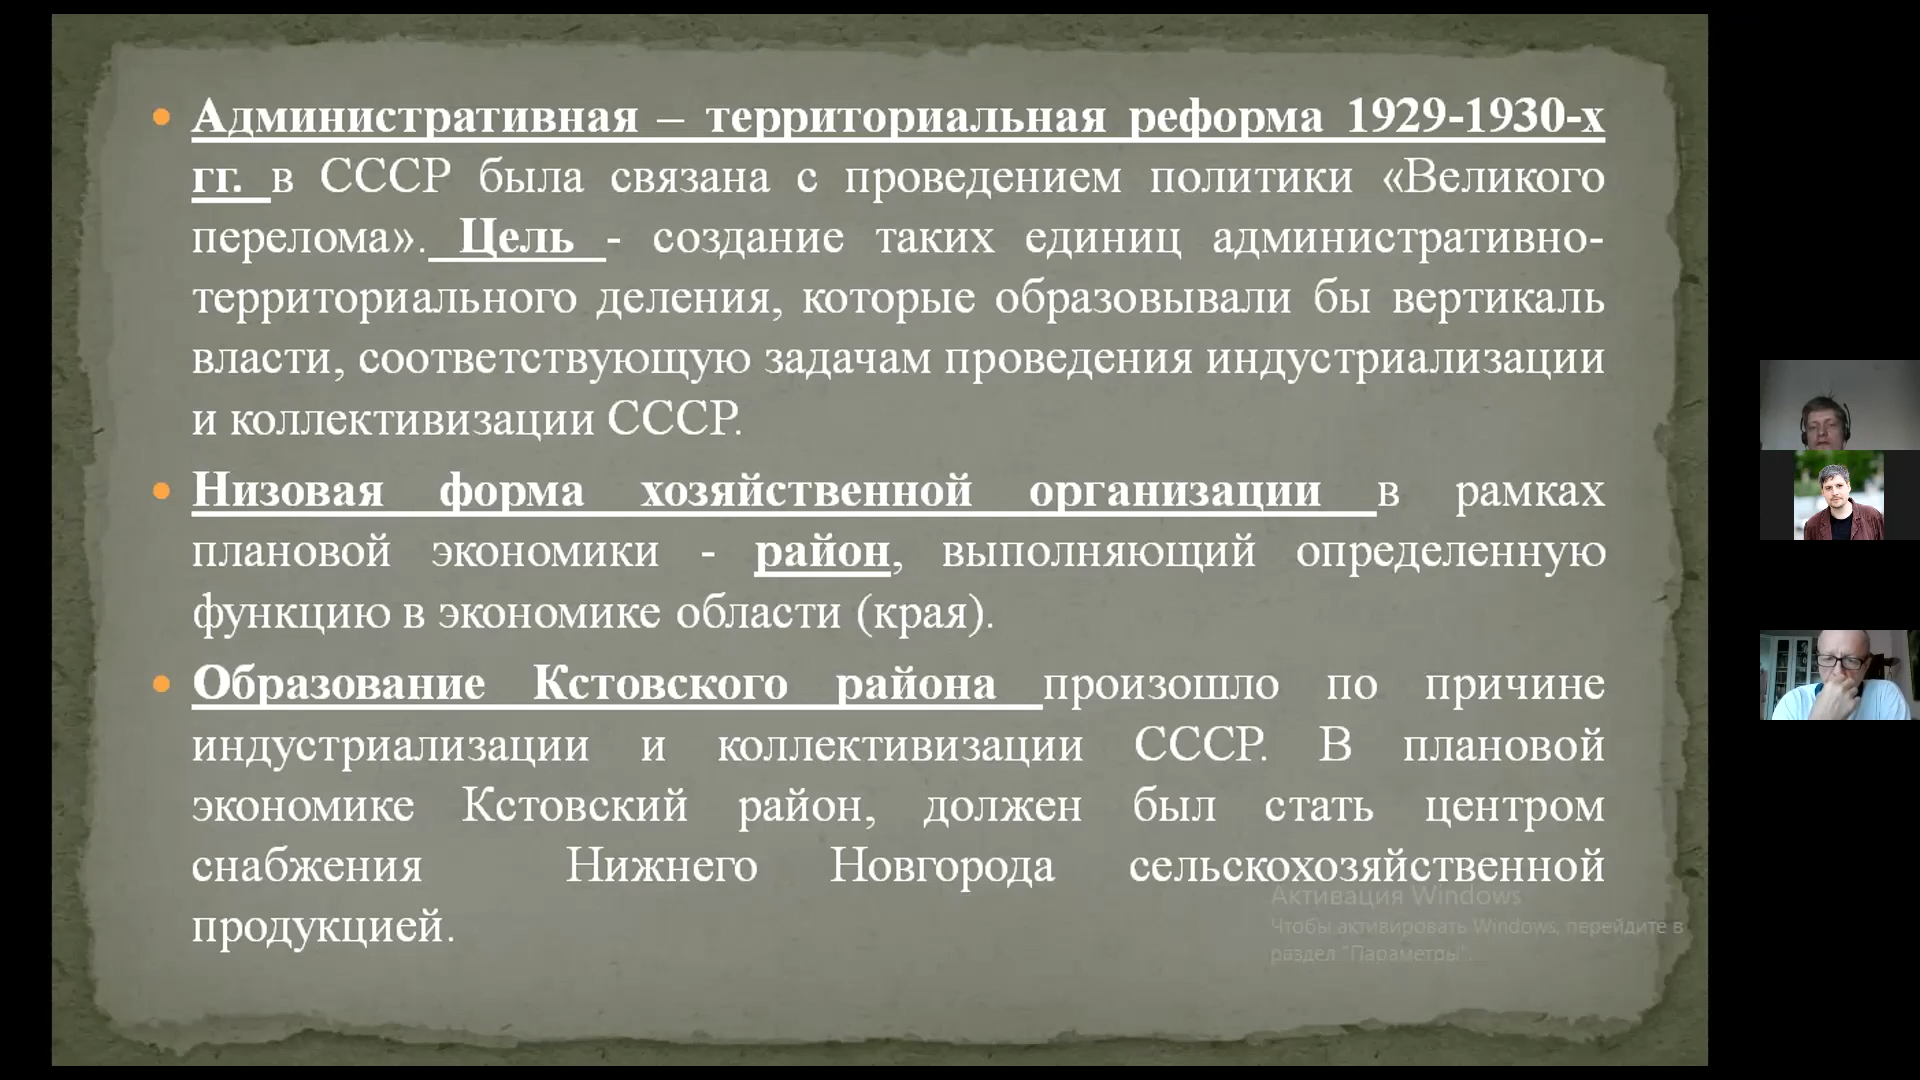 Административная – территориальная реформа 1929-1930-х
гг. в СССР была связана с проведением политики «Великого
перелома». Цель - создание таких единиц административно-
территориального деления, которые образовывали бы вертикаль
власти, соответствующую задачам проведения индустриализации
и коллективизации СССР.
Низовая форма хозяйственной организации в рамках
плановой экономики - район, выполняющий определенную
функцию в экономике области (края).
Образование Кстовского района произошло по причине
индустриализации и коллективизации СССР. В плановой
экономике Кстовский район, должен был стать центром
снабжения Нижнего Новгорода сельскохозяйственной
продукцией.
Активация Windows
Чтобы активировать Windows, перейдите в
раздел "Параметры".